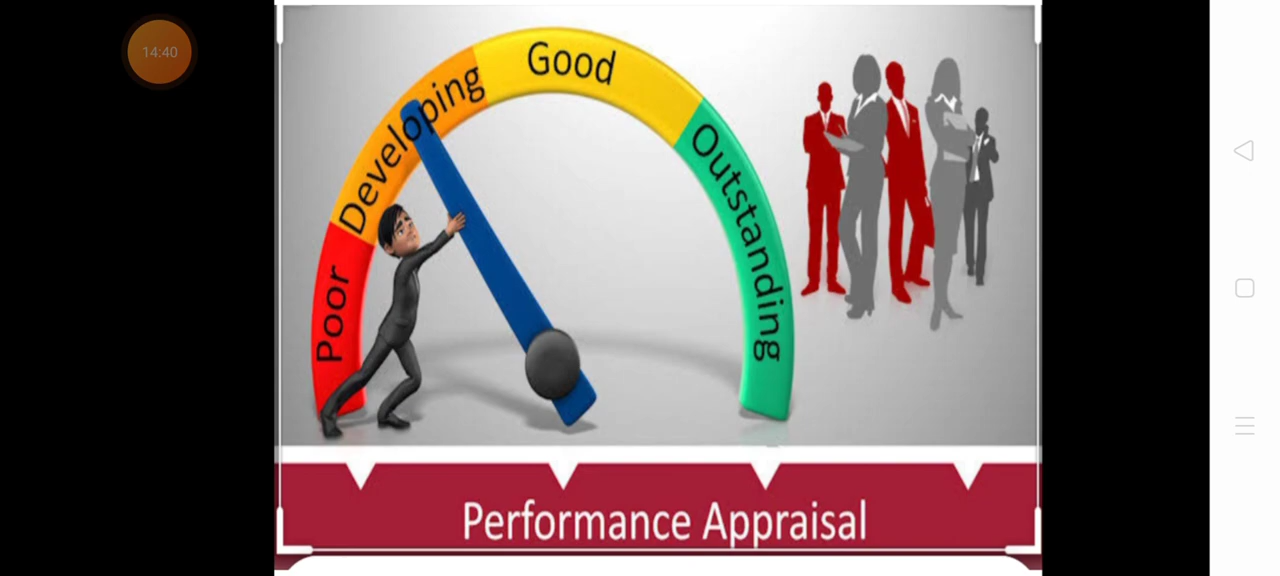 14:40
Poor
Developing
Good
Outstanding
Performance Appraisal